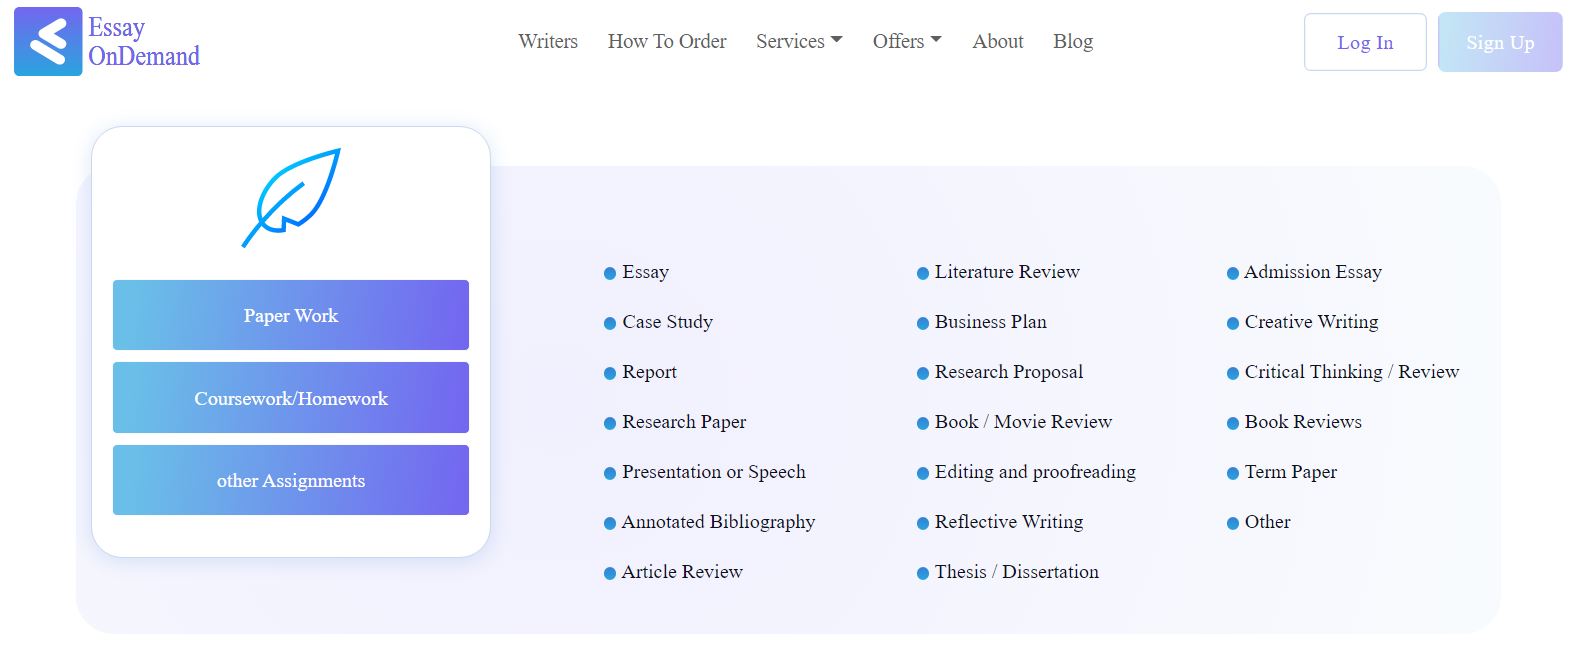 Essay
OnDemand
Writers
How To Order
Services
Offers
About
Blog
Log In
Sign Up
Paper Work
Coursework/Homework
other Assignments
Essay
Case Study
Report
Research Paper
Presentation or Speech
Annotated Bibliography
Article Review
Literature Review
Business Plan
Research Proposal
Book / Movie Review
Editing and proofreading
Reflective Writing
Thesis / Dissertation
Admission Essay
Creative Writing
Critical Thinking / Review
Book Reviews
Term Paper
Other